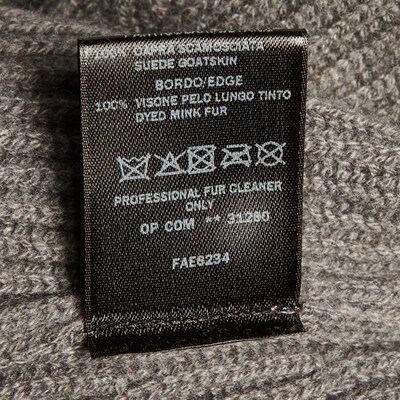 100% CAPRA SCAMOSCIATA
SUEDE GOATSKIN
BORDO/EDGE
100% VISONE PELO LUNGO TINTO
DYED MINK FUR
PROFESSIONAL FUR CLEANER
ONLY
OP COM ** 31280
FAE6234